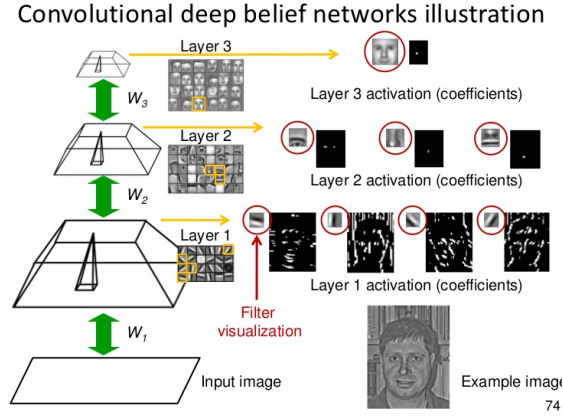 Convolutional deep belief networks illustration
Layer 3
Layer 3 activation (coefficients)
W3
Layer 2
Layer 2 activation (coefficients)
W2
Layer 1
Layer 1 activation (coefficients)
Filter
visualization
W1
Input image
Example image
74